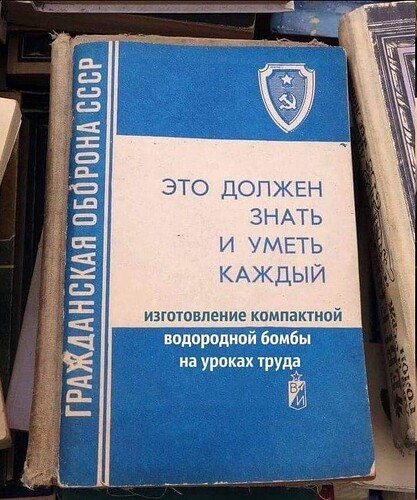 ГРАЖДАНСКАЯ ОБОРОНА СССР
ЭТО ДОЛЖЕН
ЗНАТЬ
И УМЕТЬ
КАЖДЫЙ
изготовление компактной
водородной бомбы
на уроках труда